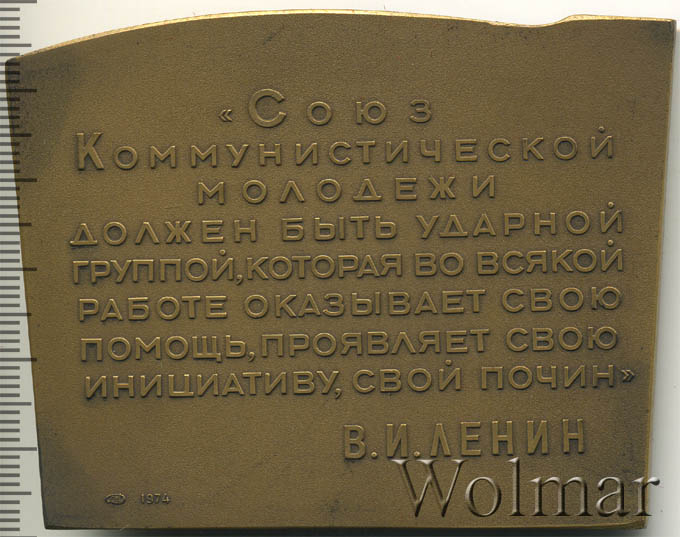 «Союз
Коммунистической
молодежи
должен быть ударной
группой, которая во всякой
работе оказывает свою
помощь, проявляет свою
инициативу, свой почин»
В.И.ЛЕНИН
1974
Wolmar